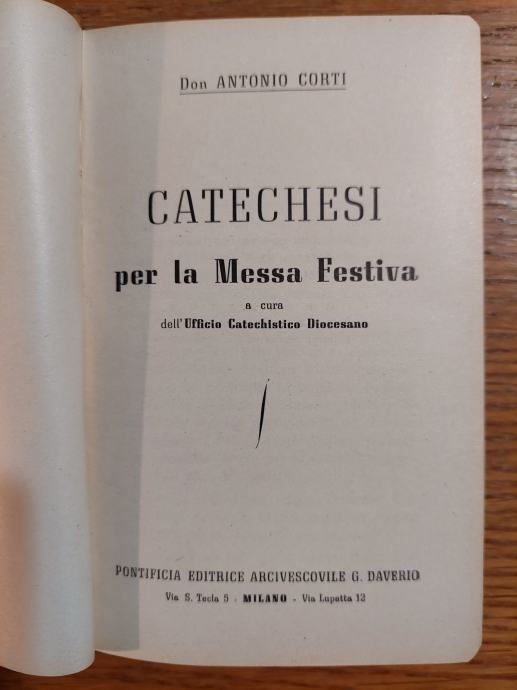 Don ANTONIO CORTI
CATECHESI
per la Messa Festiva
a cura
dell'Ufficio Catechistico Diocesano
PONTIFICIA EDITRICE ARCIVESCOVILE G. DAVERIO
Via S. Tecla 5 - MILANO - Via Lupetta 12